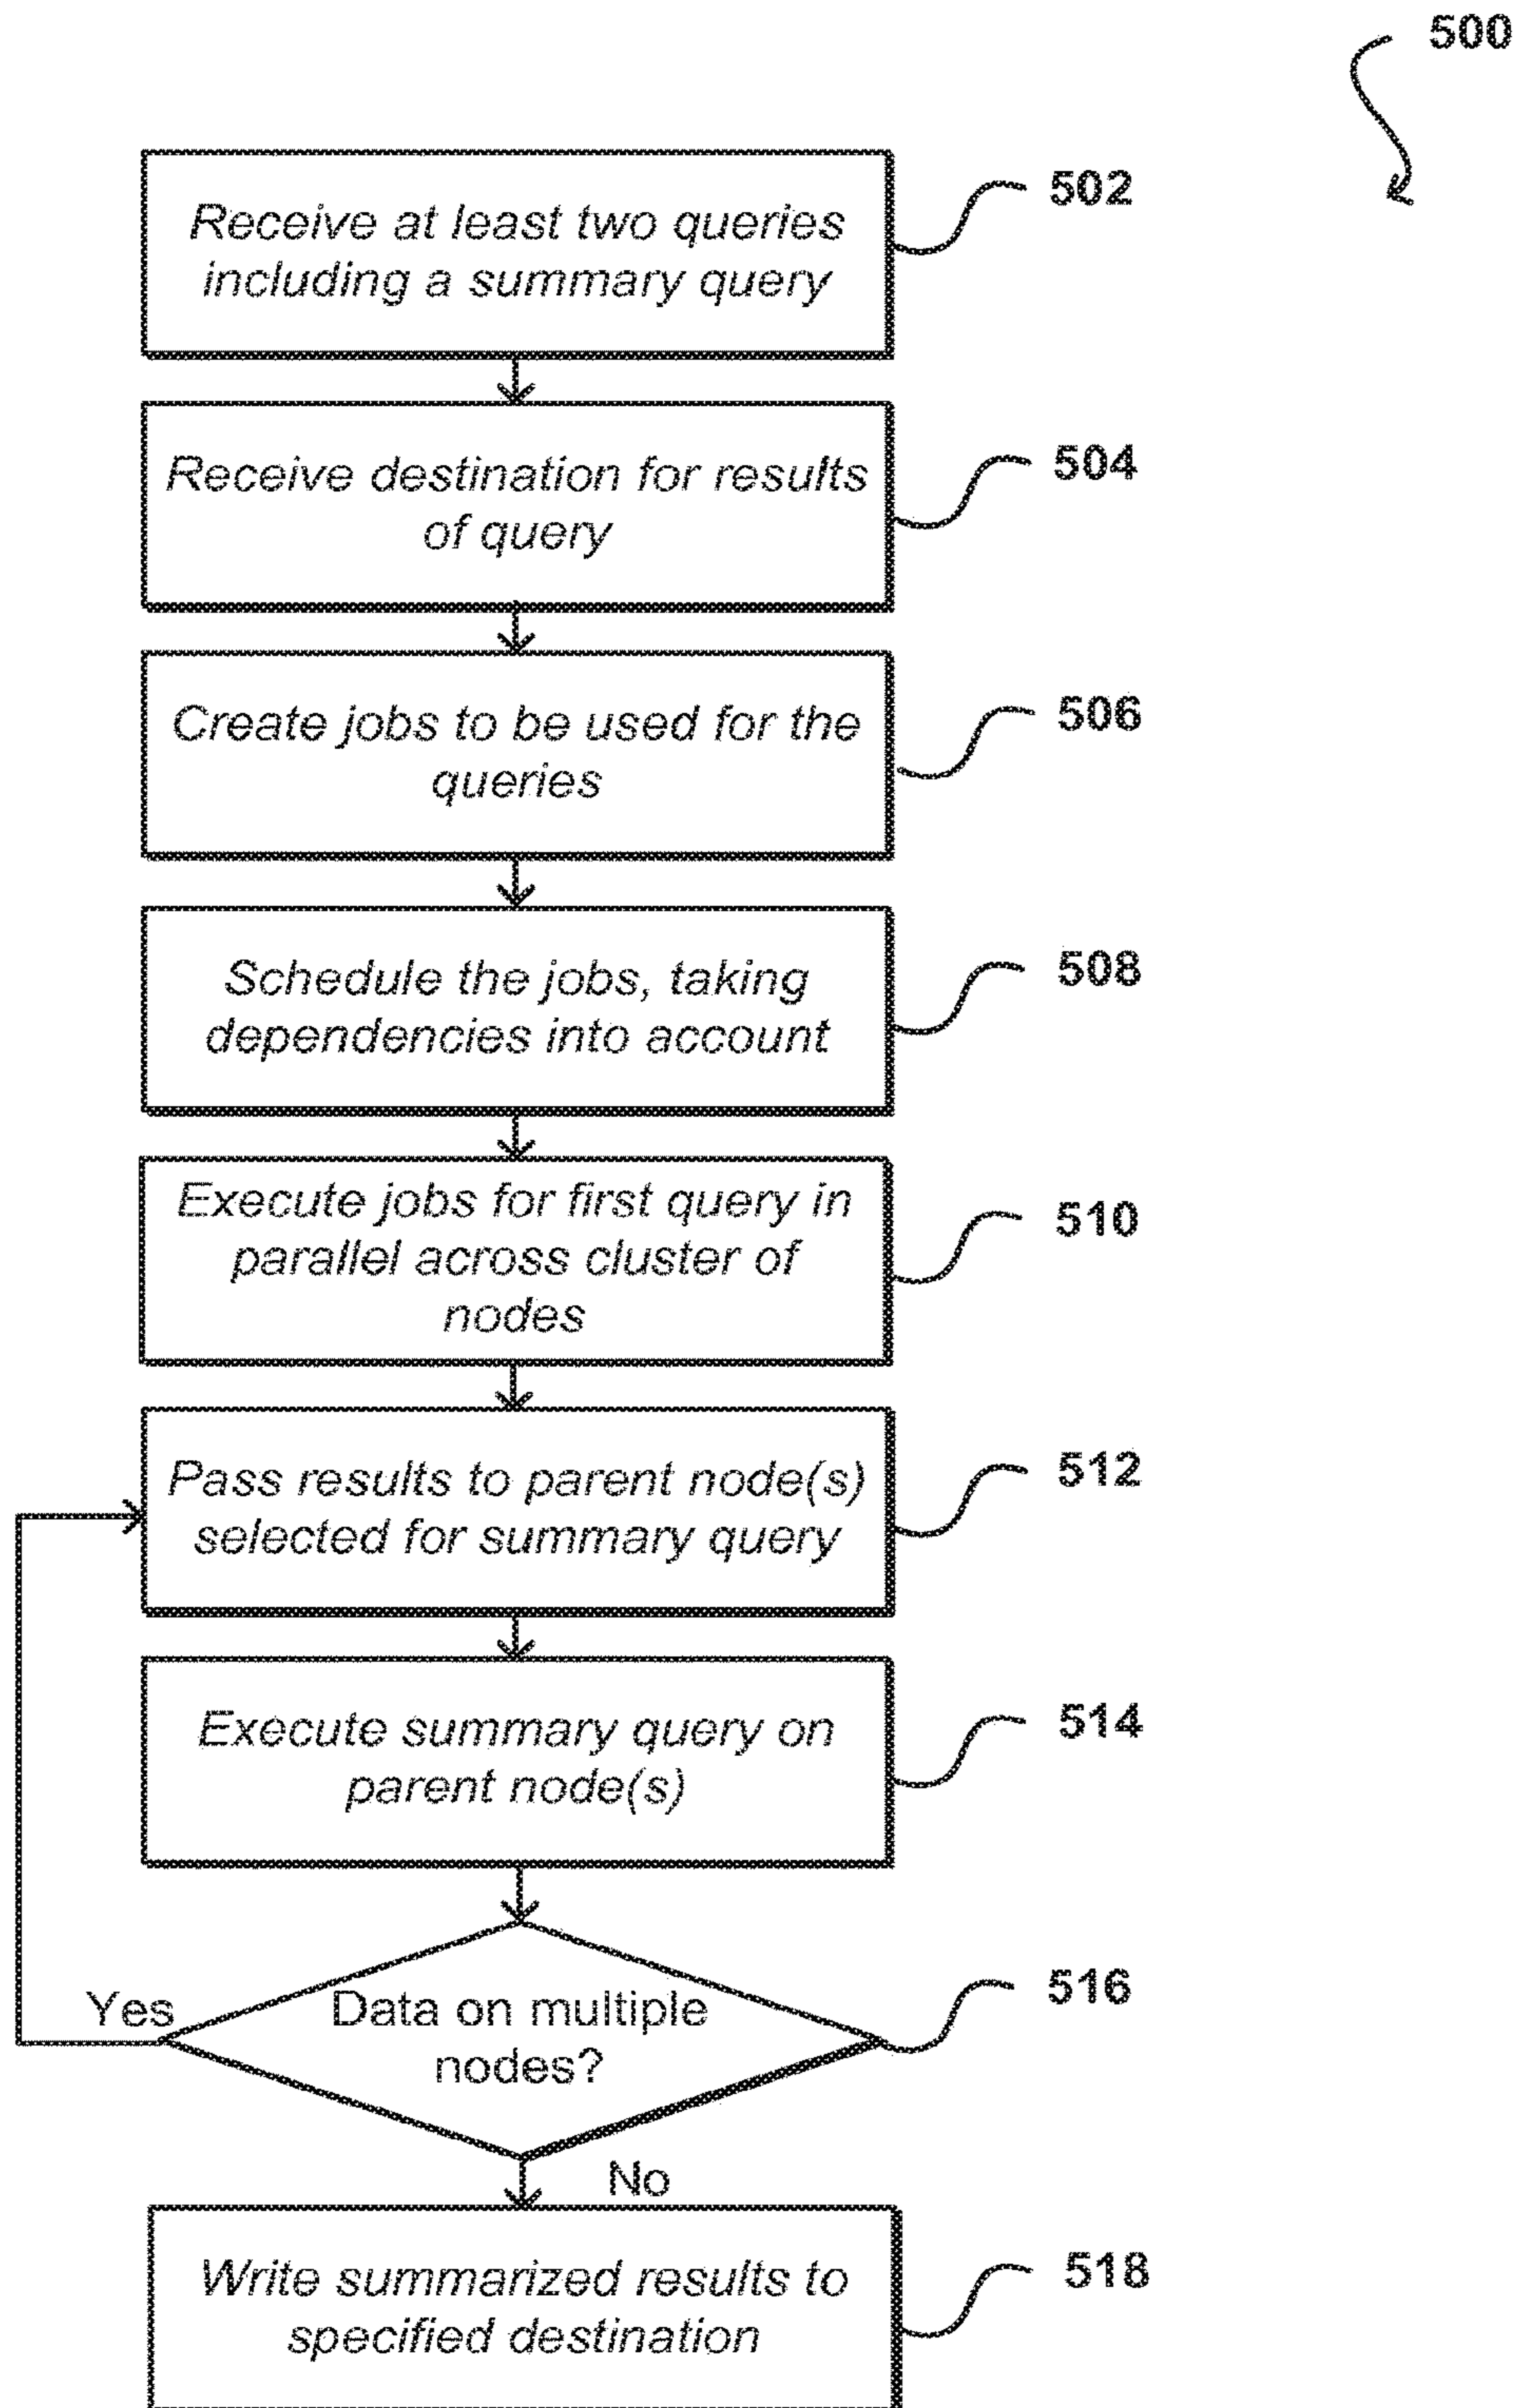 500
Receive at least two queries
including a summary query
502
Receive destination for results
of query
504
Create jobs to be used for the
queries
506
Schedule the jobs, taking
dependencies into account
508
Execute jobs for first query in
parallel across cluster of
nodes
510
Pass results to parent node(s)
selected for summary query
512
Execute summary query on
parent node(s)
514
Data on multiple
nodes?
516
Yes
No
Write summarized results to
specified destination
518